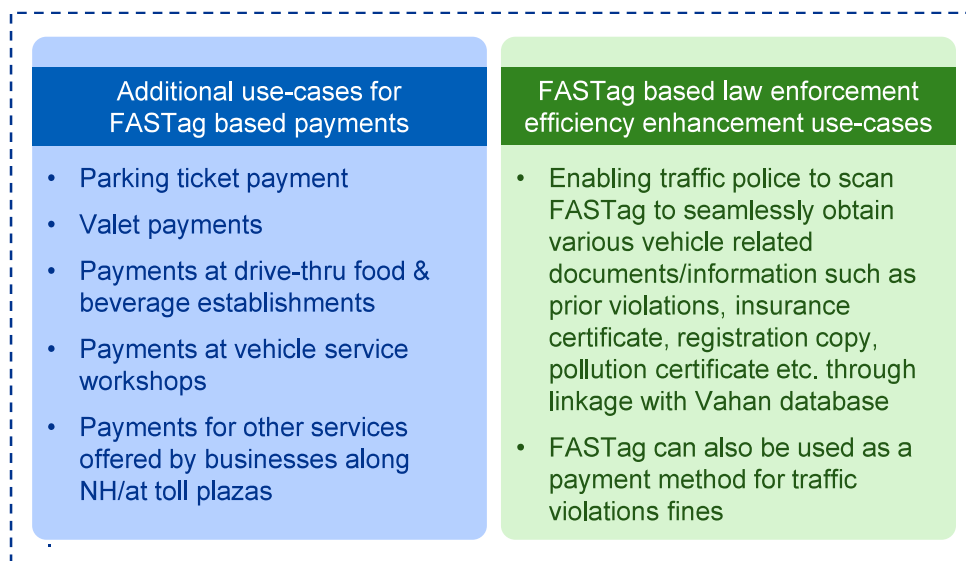 Additional use-cases for
FASTag based payments
• Parking ticket payment
• Valet payments
• Payments at drive-thru food &
beverage establishments
• Payments at vehicle service
workshops
• Payments for other services
offered by businesses along
NH/at toll plazas
FASTag based law enforcement
efficiency enhancement use-cases
• Enabling traffic police to scan
FASTag to seamlessly obtain
various vehicle related
documents/information such as
prior violations, insurance
certificate, registration copy,
pollution certificate etc. through
linkage with Vahan database
• FASTag can also be used as a
payment method for traffic
violations fines